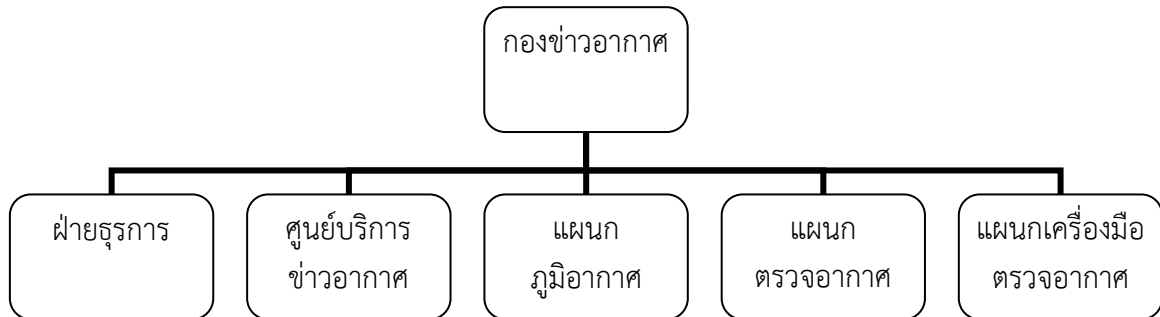 กองข่าวอากาศ
ฝ่ายธุรการ
ศูนย์บริการ
ข่าวอากาศ
แผนก
ภูมิอากาศ
แผนก
ตรวจอากาศ
แผนกเครื่องมือ
ตรวจอากาศ